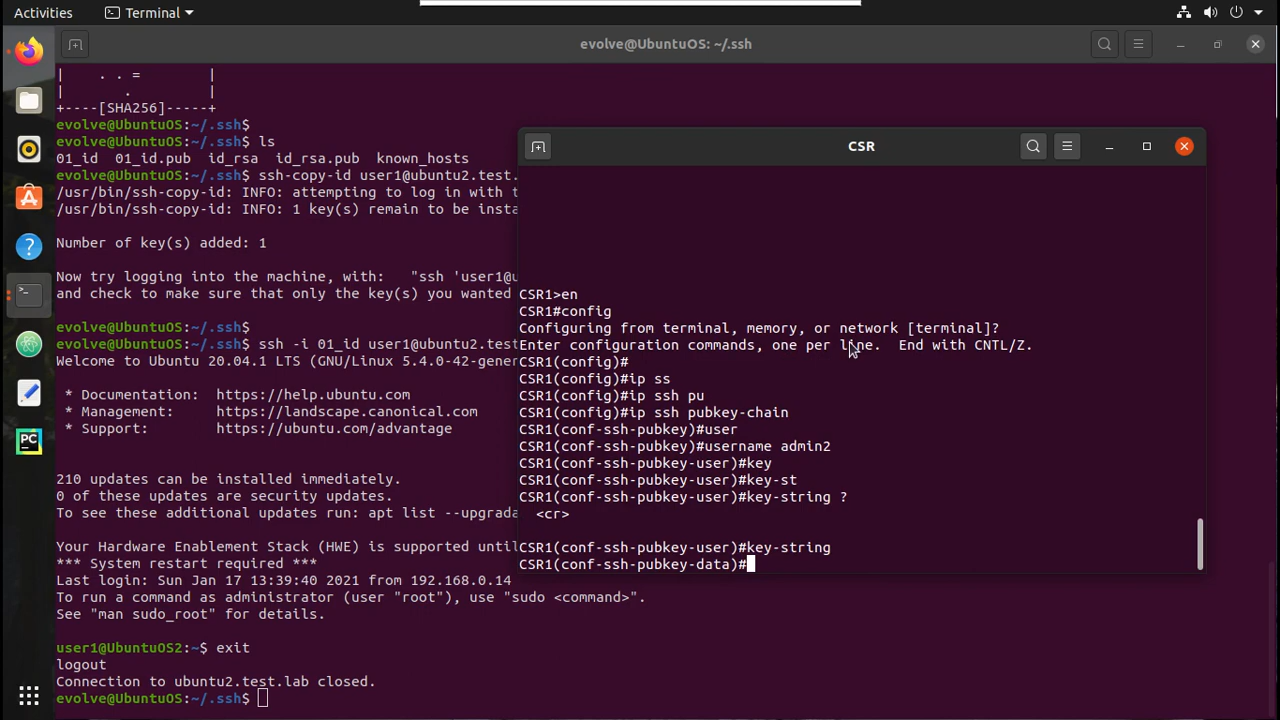 Activities
Terminal
evolve@UbuntuOS: ~/.ssh
|    . . =        |
|       .         |
+----[SHA256]-----+
evolve@UbuntuOS:~/.ssh$
evolve@UbuntuOS:~/.ssh$ ls
01_id  01_id.pub  id_rsa  id_rsa.pub  known_hosts
evolve@UbuntuOS:~/.ssh$ ssh-copy-id user1@ubuntu2.test.
/usr/bin/ssh-copy-id: INFO: attempting to log in with t
/usr/bin/ssh-copy-id: INFO: 1 key(s) remain to be insta
Number of key(s) added: 1
Now try logging into the machine, with:   "ssh 'user1@u
and check to make sure that only the key(s) you wanted
evolve@UbuntuOS:~/.ssh$
evolve@UbuntuOS:~/.ssh$ ssh -i 01_id user1@ubuntu2.test
Welcome to Ubuntu 20.04.1 LTS (GNU/Linux 5.4.0-42-gener
 * Documentation:  https://help.ubuntu.com
 * Management:     https://landscape.canonical.com
 * Support:        https://ubuntu.com/advantage
210 updates can be installed immediately.
0 of these updates are security updates.
To see these additional updates run: apt list --upgrada
Your Hardware Enablement Stack (HWE) is supported until
*** System restart required ***
Last login: Sun Jan 17 13:39:40 2021 from 192.168.0.14
To run a command as administrator (user "root"), use "sudo <command>".
See "man sudo_root" for details.
user1@UbuntuOS2:~$ exit
logout
Connection to ubuntu2.test.lab closed.
evolve@UbuntuOS:~/.ssh$
CSR
CSR1>en
CSR1#config
Configuring from terminal, memory, or network [terminal]?
Enter configuration commands, one per line.  End with CNTL/Z.
CSR1(config)#
CSR1(config)#ip ss
CSR1(config)#ip ssh pu
CSR1(config)#ip ssh pubkey-chain
CSR1(conf-ssh-pubkey)#user
CSR1(conf-ssh-pubkey)#username admin2
CSR1(conf-ssh-pubkey-user)#key
CSR1(conf-ssh-pubkey-user)#key-st
CSR1(conf-ssh-pubkey-user)#key-string ?
  <cr>
CSR1(conf-ssh-pubkey-user)#key-string
CSR1(conf-ssh-pubkey-data)#
PC